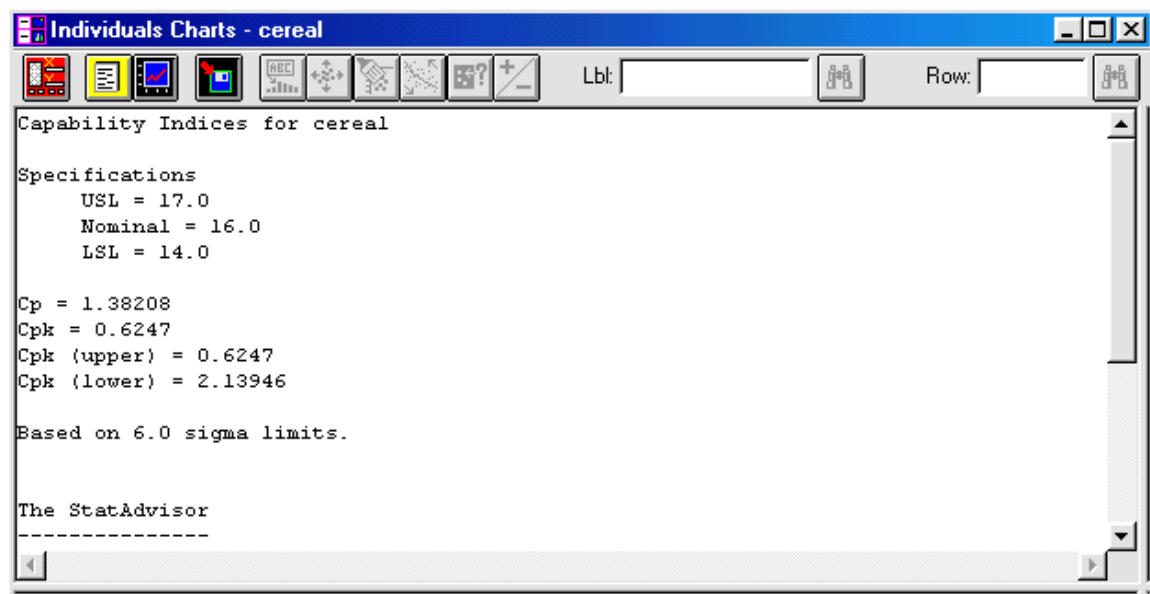 Individuals Charts - cereal
ABC
Lbl:
Row:
Capability Indices for cereal
Specifications
USL = 17.0
Nominal = 16.0
LSL = 14.0
Cp = 1.38208
Cpk = 0.6247
Cpk (upper) = 0.6247
Cpk (lower) = 2.13946
Based on 6.0 sigma limits.
The StatAdvisor
---------------